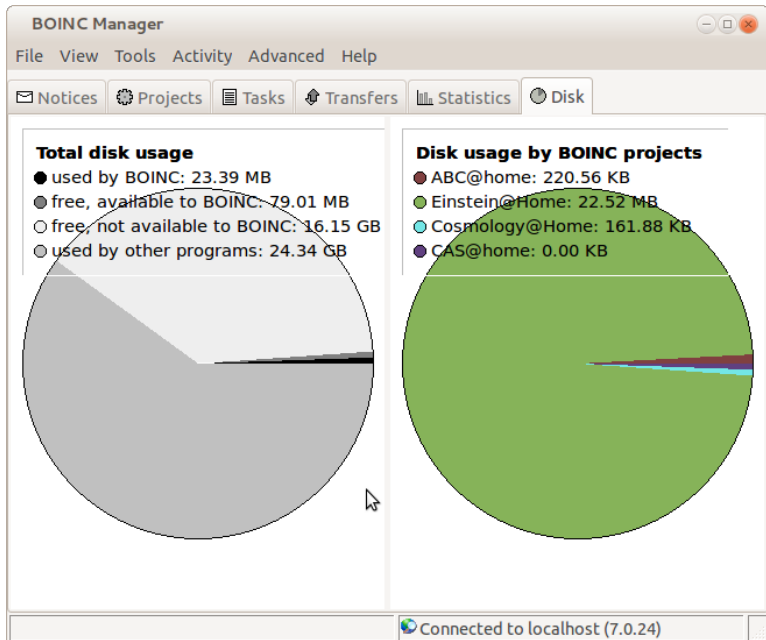 BOINC Manager
File View Tools Activity Advanced Help
Notices Projects Tasks Transfers Statistics Disk
Total disk usage
used by BOINC: 23.39 MB
free, available to BOINC: 79.01 MB
free, not available to BOINC: 16.15 GB
used by other programs: 24.34 GB
Disk usage by BOINC projects
ABC@home: 220.56 KB
Einstein@Home: 22.52 MB
Cosmology@Home: 161.88 KB
CAS@home: 0.00 KB
Connected to localhost (7.0.24)